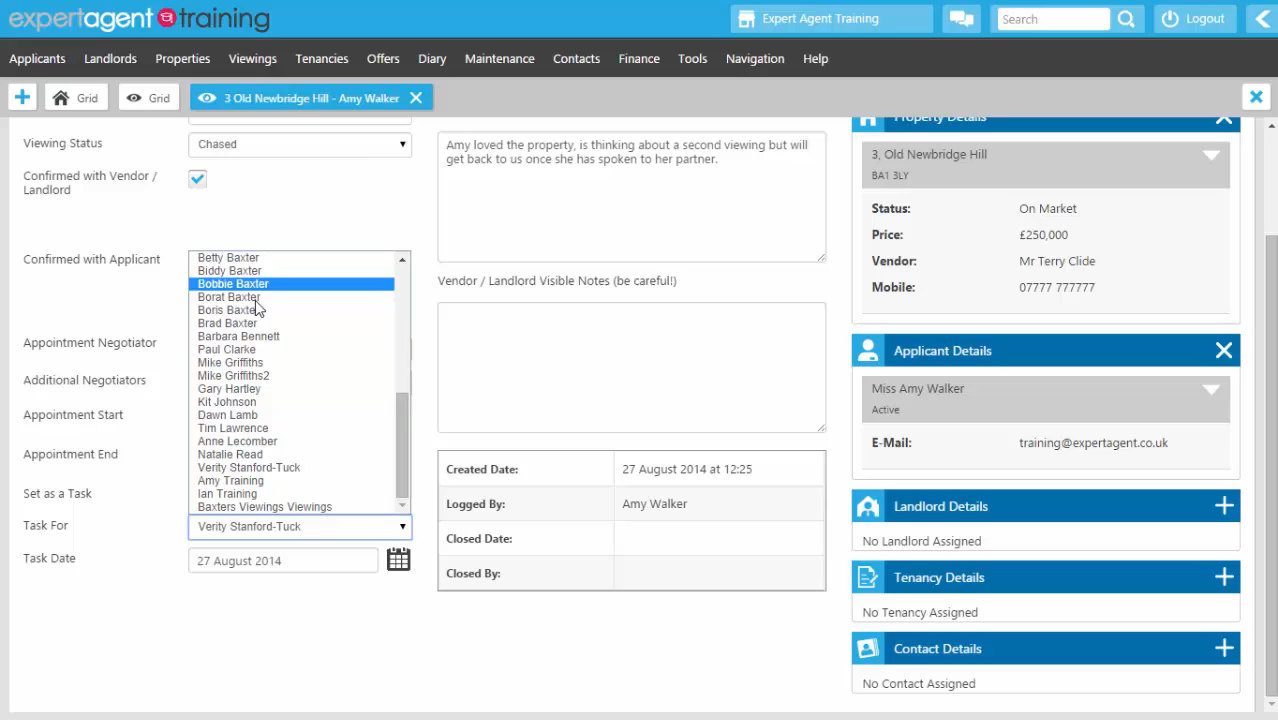 expertagent training
Expert Agent Training
Search
Logout
Applicants
Landlords
Properties
Viewings
Tenancies
Offers
Diary
Maintenance
Contacts
Finance
Tools
Navigation
Help
Grid
Grid
3 Old Newbridge Hill - Amy Walker
Viewing Status
Chased
Confirmed with Vendor /
Landlord
Confirmed with Applicant
Betty Baxter
Biddy Baxter
Bobbie Baxter
Borat Baxter
Boris Baxter
Brad Baxter
Barbara Bennett
Paul Clarke
Mike Griffiths
Mike Griffiths2
Gary Hartley
Kit Johnson
Dawn Lamb
Tim Lawrence
Anne Lecomber
Natalie Read
Verity Stanford-Tuck
Amy Training
Ian Training
Baxters Viewings Viewings
Appointment Negotiator
Additional Negotiators
Appointment Start
Appointment End
Set as a Task
Task For
Verity Stanford-Tuck
Task Date
27 August 2014
Amy loved the property, is thinking about a second viewing but will
get back to us once she has spoken to her partner.
Vendor / Landlord Visible Notes (be careful!)
Created Date:
27 August 2014 at 12:25
Logged By:
Amy Walker
Closed Date:
Closed By:
Property Details
3, Old Newbridge Hill
BA1 3LY
Status:
On Market
Price:
£250,000
Vendor:
Mr Terry Clide
Mobile:
07777 777777
Applicant Details
Miss Amy Walker
Active
E-Mail:
training@expertagent.co.uk
Landlord Details
No Landlord Assigned
Tenancy Details
No Tenancy Assigned
Contact Details
No Contact Assigned